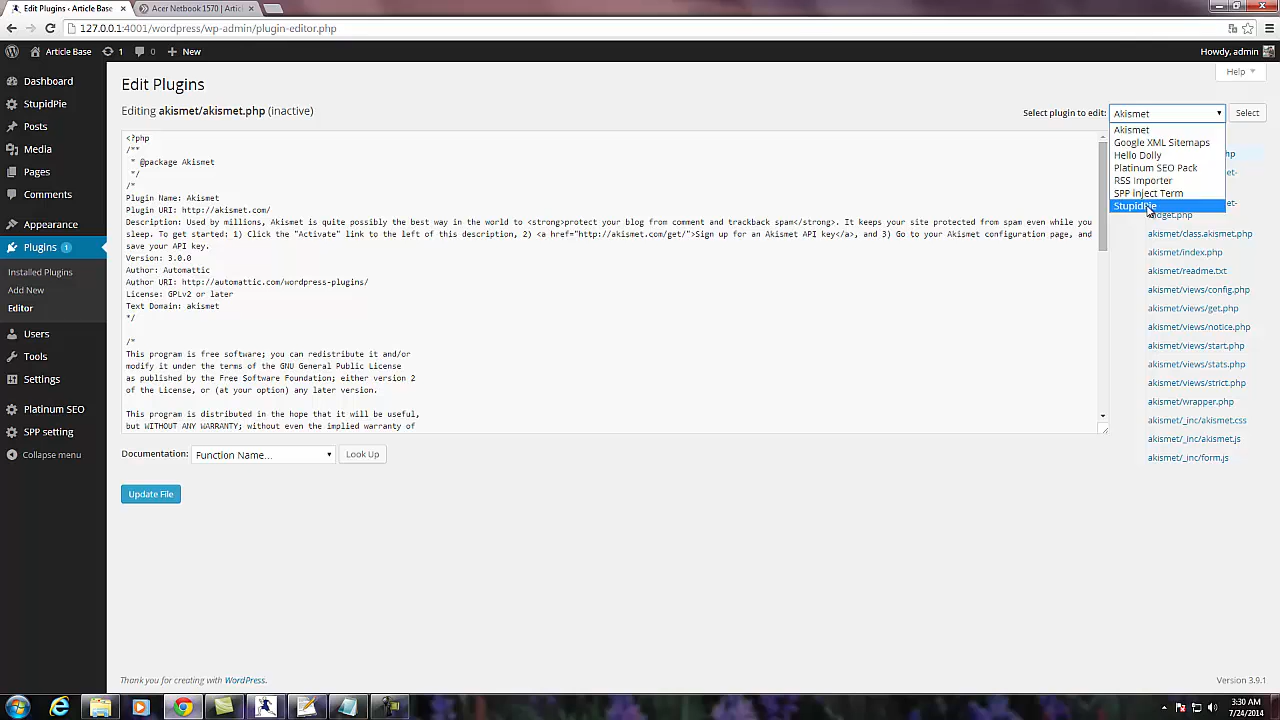 Edit Plugins ‹ Article Base
Acer Netbook 1570 | Artic
127.0.0.1:4001/wordpress/wp-admin/plugin-editor.php
Article Base
1
0
New
Howdy, admin
Dashboard
StupidPie
Posts
Media
Pages
Comments
Appearance
Plugins 1
Installed Plugins
Add New
Editor
Users
Tools
Settings
Platinum SEO
SPP setting
Collapse menu
Help
Edit Plugins
Editing akismet/akismet.php (inactive)
Select plugin to edit:
Akismet
Select
Akismet
Google XML Sitemaps
Hello Dolly
Platinum SEO Pack
RSS Importer
SPP Inject Term
StupidPie
<?php
/**
* @package Akismet
*/
/*
Plugin Name: Akismet
Plugin URI: http://akismet.com/
Description: Used by millions, Akismet is quite possibly the best way in the world to <strong>protect your blog from comment and trackback spam</strong>. It keeps your site protected from spam even while you
sleep. To get started: 1) Click the "Activate" link to the left of this description, 2) <a href="http://akismet.com/get/">Sign up for an Akismet API key</a>, and 3) Go to your Akismet configuration page, and
save your API key.
Version: 3.0.0
Author: Automattic
Author URI: http://automattic.com/wordpress-plugins/
License: GPLv2 or later
Text Domain: akismet
*/
/*
This program is free software; you can redistribute it and/or
modify it under the terms of the GNU General Public License
as published by the Free Software Foundation; either version 2
of the License, or (at your option) any later version.
This program is distributed in the hope that it will be useful,
but WITHOUT ANY WARRANTY; without even the implied warranty of
hp
et-
et-
widget.php
akismet/class.akismet.php
akismet/index.php
akismet/readme.txt
akismet/views/config.php
akismet/views/get.php
akismet/views/notice.php
akismet/views/start.php
akismet/views/stats.php
akismet/views/strict.php
akismet/wrapper.php
akismet/_inc/akismet.css
akismet/_inc/akismet.js
akismet/_inc/form.js
Documentation:
Function Name...
Look Up
Update File
Thank you for creating with WordPress.
Version 3.9.1
3:30 AM
7/24/2014